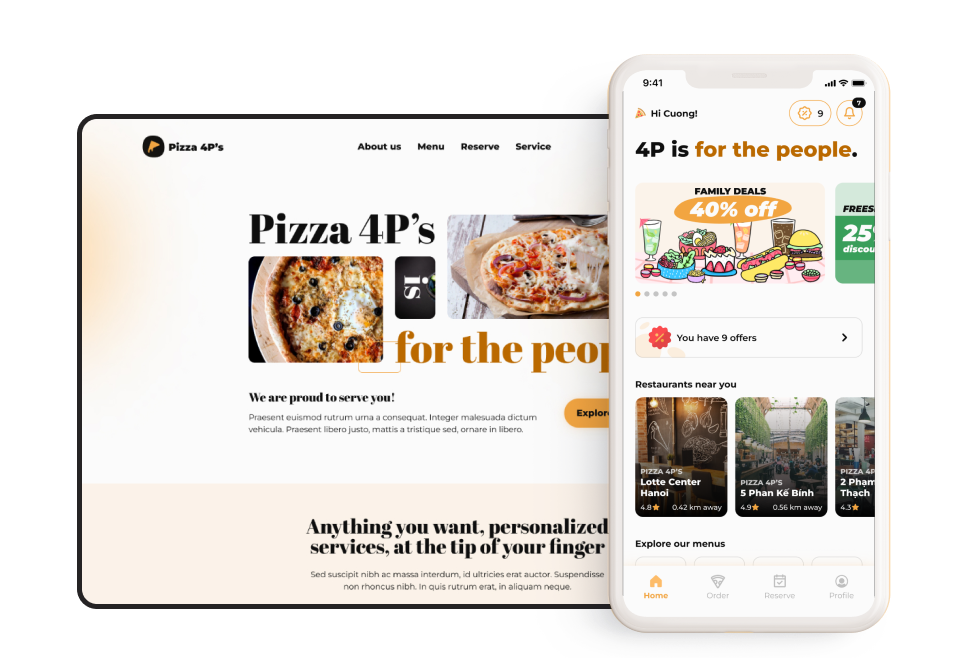 Pizza 4P's
About us
Menu
Reserve
Service
Pizza 4P's
is
for the peop
We are proud to serve you!
Praesent euismod rutrum urna a consequat. Integer malesuada dictum
vehicula. Praesent libero justo, mattis a tristique sed, ornare in libero.
Explore
Anything you want, personalized
services, at the tip of your finger
Sed suscipit nibh ac massa interdum, id ultricies erat auctor. Suspendisse
non rhoncus nibh. In quis rutrum erat, in aliquam neque.
9:41
Hi Cuong!
9
7
4P is for the people.
FAMILY DEALS
40% off
FREES
25
discou
You have 9 offers
Restaurants near you
PIZZA 4P'S
Lotte Center
Hanoi
4.8
0.42 km away
PIZZA 4P'S
5 Phan Kế Bính
4.9
0.56 km away
PIZZA 4P
2 Phạm
Thạch
4.3
Explore our menus
Home
Order
Reserve
Profile